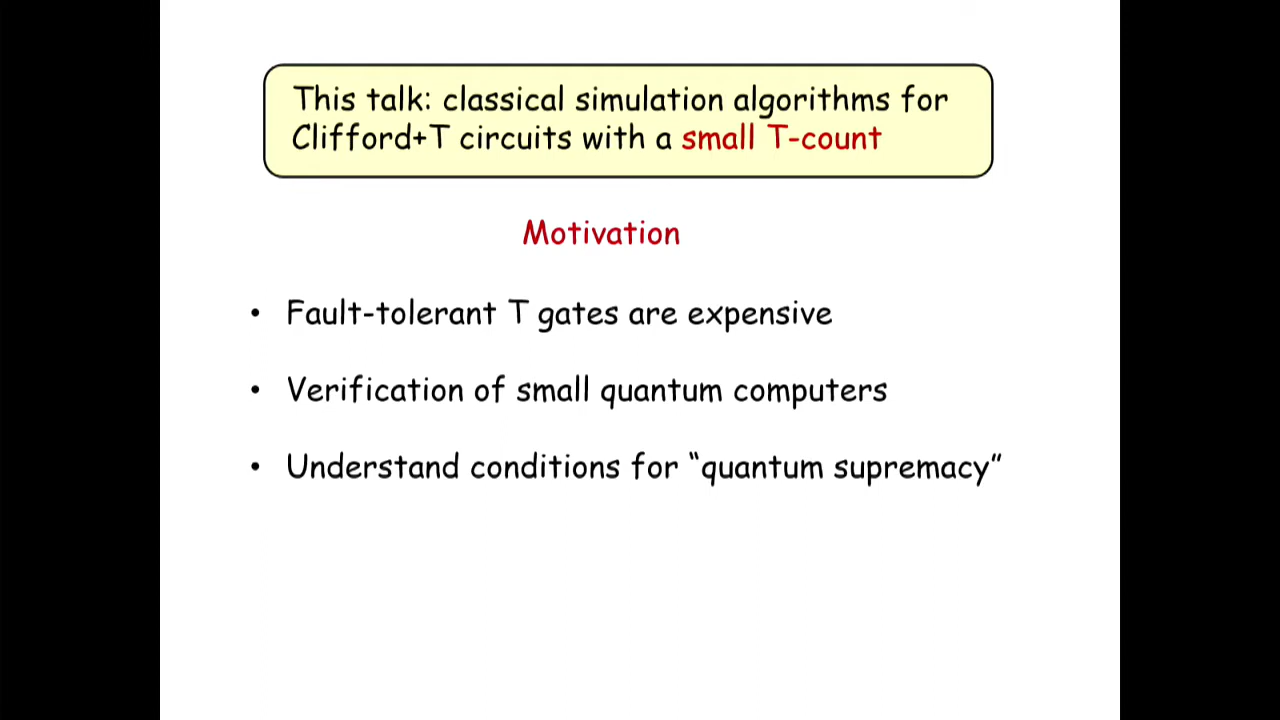 This talk: classical simulation algorithms for
Clifford+T circuits with a small T-count
Motivation
• Fault-tolerant T gates are expensive
• Verification of small quantum computers
• Understand conditions for “quantum supremacy”